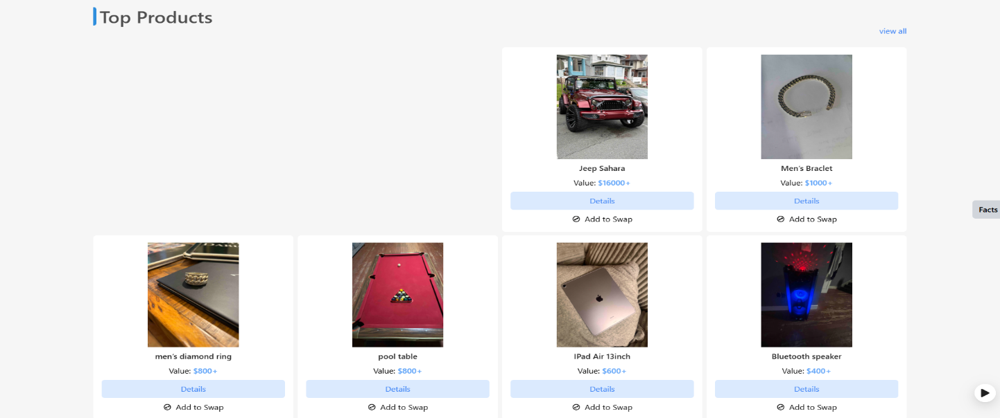 Top Products
view all
Jeep Sahara
Value: $16000+
Details
Add to Swap
Men's Braclet
Value: $1000+
Details
Add to Swap
Facts
men's diamond ring
Value: $800+
Details
Add to Swap
pool table
Value: $800+
Details
Add to Swap
IPad Air 13inch
Value: $600+
Details
Add to Swap
Bluetooth speaker
Value: $400+
Details
Add to Swap